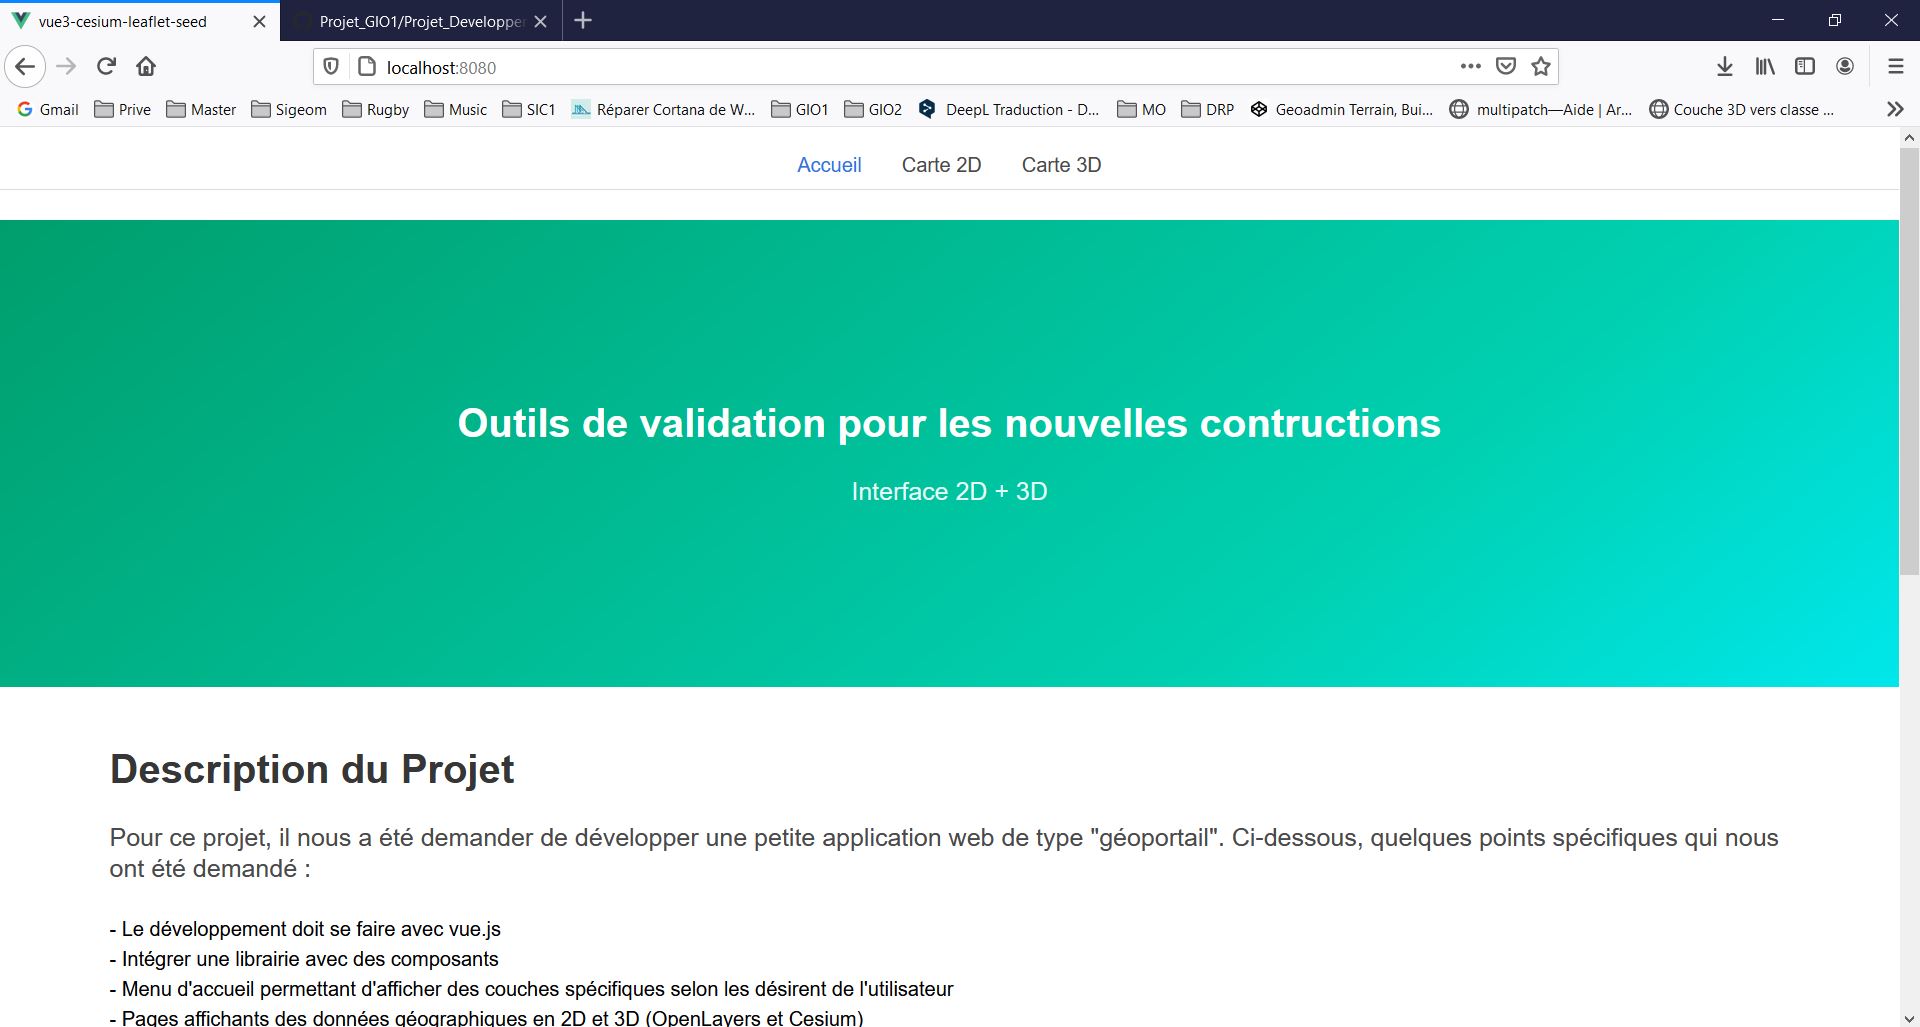 vue3-cesium-leaflet-seed
Projet_GIO1/Projet_Developpe
localhost:8080
Gmail Prive Master Sigeom Rugby Music SIC1 Réparer Cortana de W... GIO1 GIO2 DeepL Traduction - D... MO DRP Geoadmin Terrain, Bui... multipatch—Aide | Ar... Couche 3D vers classe ...
Accueil Carte 2D Carte 3D
Outils de validation pour les nouvelles contructions
Interface 2D + 3D
Description du Projet
Pour ce projet, il nous a été demander de développer une petite application web de type "géoportail". Ci-dessous, quelques points spécifiques qui nous
ont été demandé :
- Le développement doit se faire avec vue.js
- Intégrer une librairie avec des composants
- Menu d'accueil permettant d'afficher des couches spécifiques selon les désirent de l'utilisateur
- Pages affichants des données géographiques en 2D et 3D (OpenLayers et Cesium)